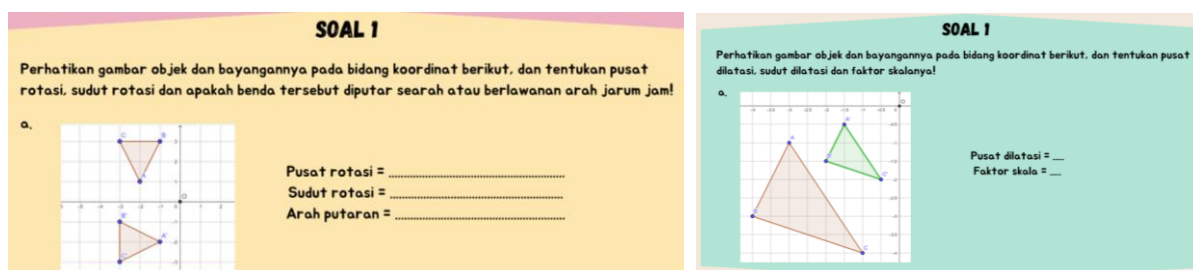 SOAL 1
Perhatikan gambar objek dan bayangannya pada bidang koordinat berikut, dan tentukan pusat
rotasi, sudut rotasi dan apakah benda tersebut diputar searah atau berlawanan arah jarum jam!
a.
C B
A
O
B'
A'
C'
Pusat rotasi =
Sudut rotasi =
Arah putaran =
SOAL 1
Perhatikan gambar objek dan bayangannya pada bidang koordinat berikut, dan tentukan pusat
dilatasi, sudut dilatasi dan faktor skalanya!
a.
O
A'
A
C'
C
Pusat dilatasi =
Faktor skala =